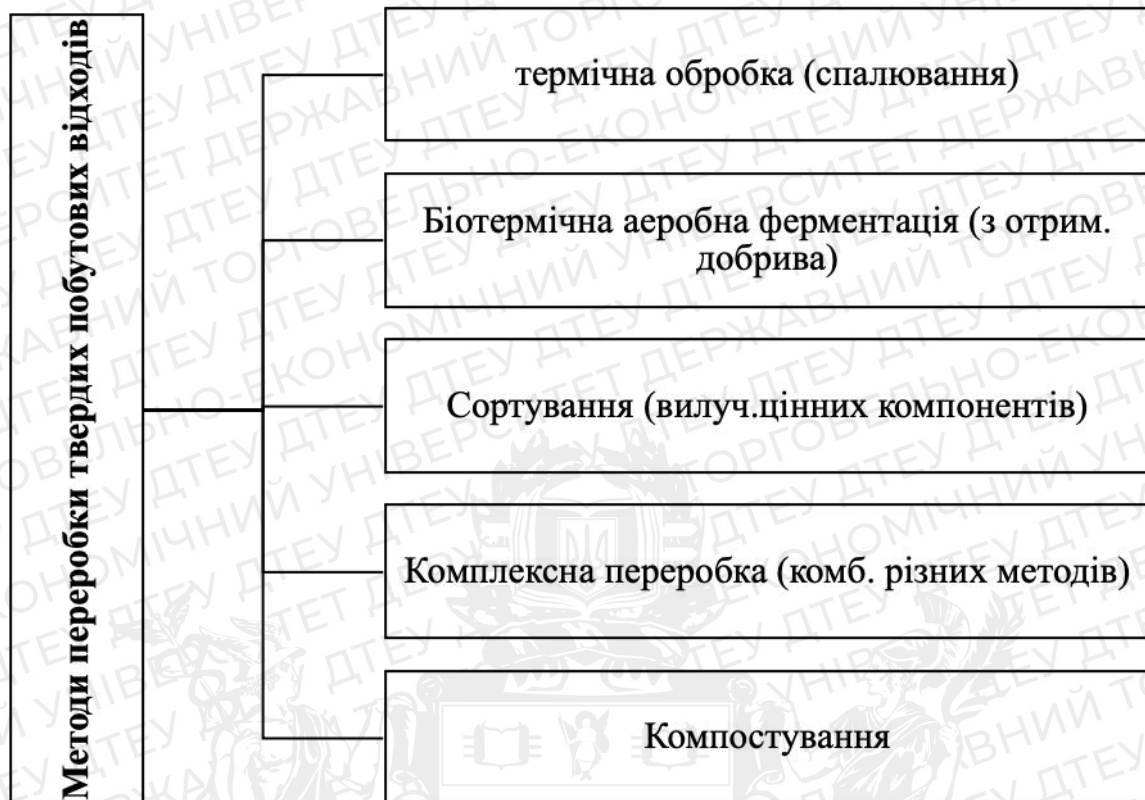 Методи переробки твердих побутових відходів
термічна обробка (спалювання)
Біотермічна аеробна ферментація (з отрим.
добрива)
Сортування (вилуч.цінних компонентів)
Комплексна переробка (комб. різних методів)
Компостування